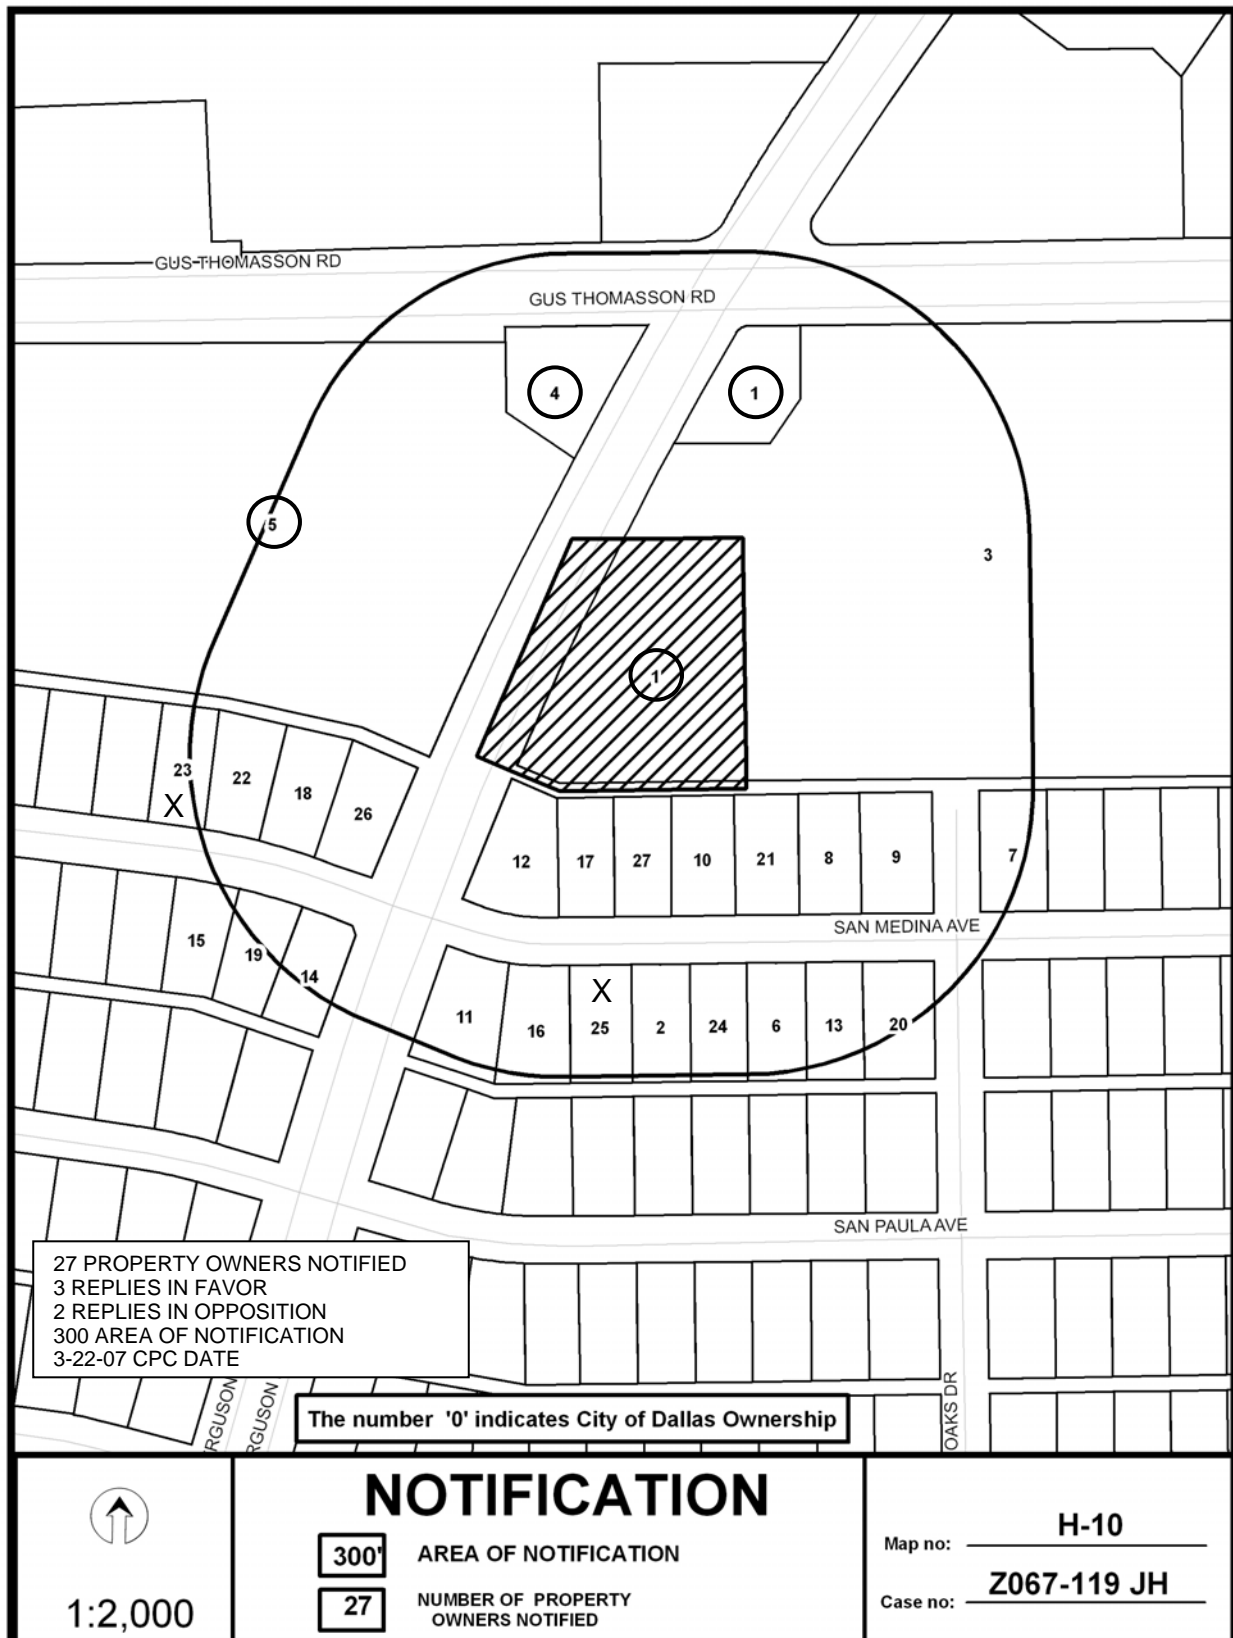 GUS THOMASSON RD
GUS THOMASSON RD
4
1
5
3
1
23
22
18
26
X
12
17
27
10
21
8
9
7
SAN MEDINA AVE
15
19
14
X
11
16
25
2
24
6
13
20
SAN PAULA AVE
27 PROPERTY OWNERS NOTIFIED
3 REPLIES IN FAVOR
2 REPLIES IN OPPOSITION
300 AREA OF NOTIFICATION
3-22-07 CPC DATE
RGUSON
RGUSON
OAKS DR
The number '0' indicates City of Dallas Ownership
1:2,000
NOTIFICATION
300' AREA OF NOTIFICATION
27 NUMBER OF PROPERTY
OWNERS NOTIFIED
Map no: H-10
Case no: Z067-119 JH